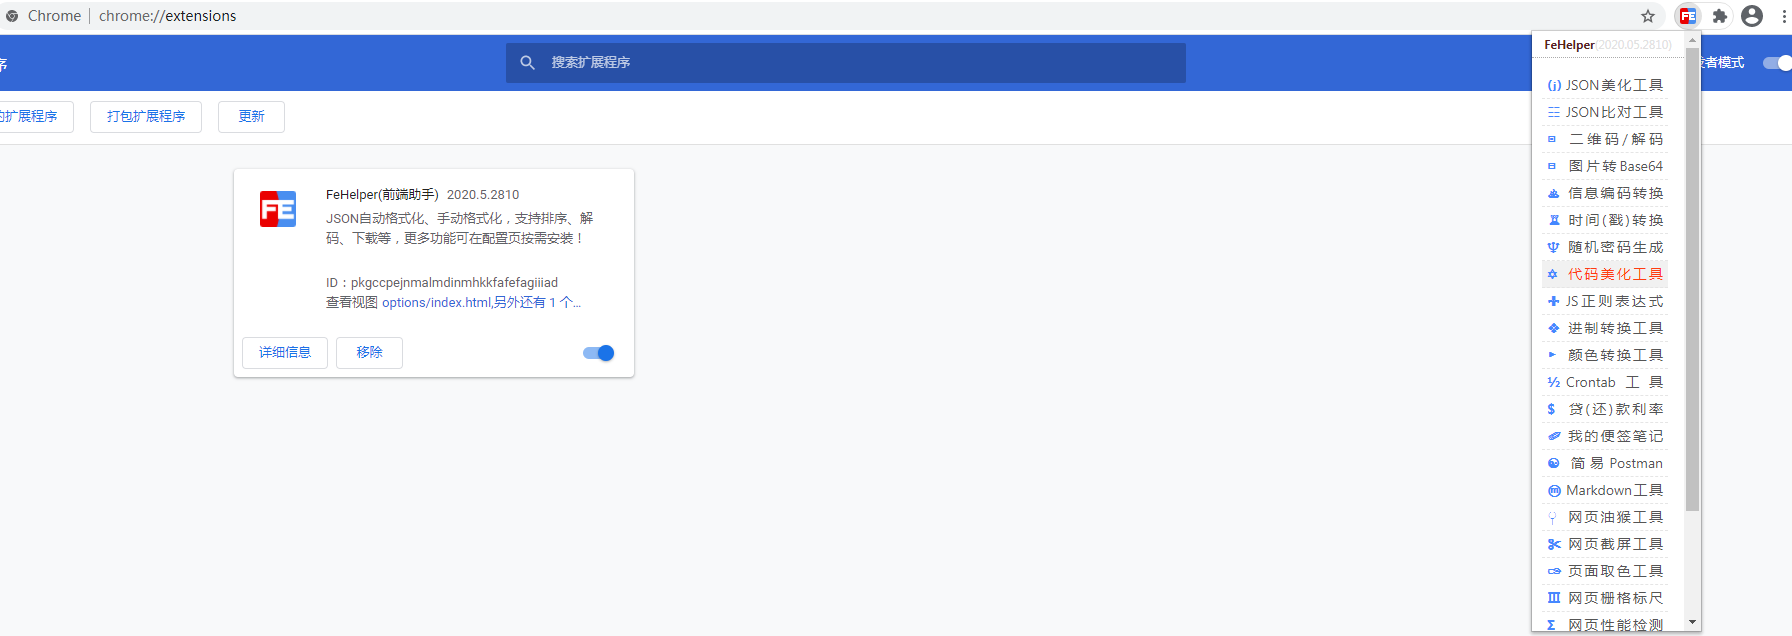 Chrome | chrome://extensions
FE
FeHelper(2020.05.2810)
序
搜索扩展程序
者模式
的扩展程序
打包扩展程序
更新
FE
FeHelper(前端助手) 2020.5.2810
JSON自动格式化、手动格式化，支持排序、解
码、下载等，更多功能可在配置页按需安装！
ID：pkgccpejnmalmdinmhkkfafefagiiiad
查看视图 options/index.html,另外还有 1 个...
详细信息
移除
JSON美化工具
JSON比对工具
二维码/解码
图片转Base64
信息编码转换
时间(戳)转换
随机密码生成
代码美化工具
JS正则表达式
进制转换工具
颜色转换工具
½ Crontab 工具
$ 贷(还)款利率
我的便签笔记
简易Postman
Markdown工具
网页油猴工具
网页截屏工具
页面取色工具
网页栅格标尺
Σ 网页性能检测